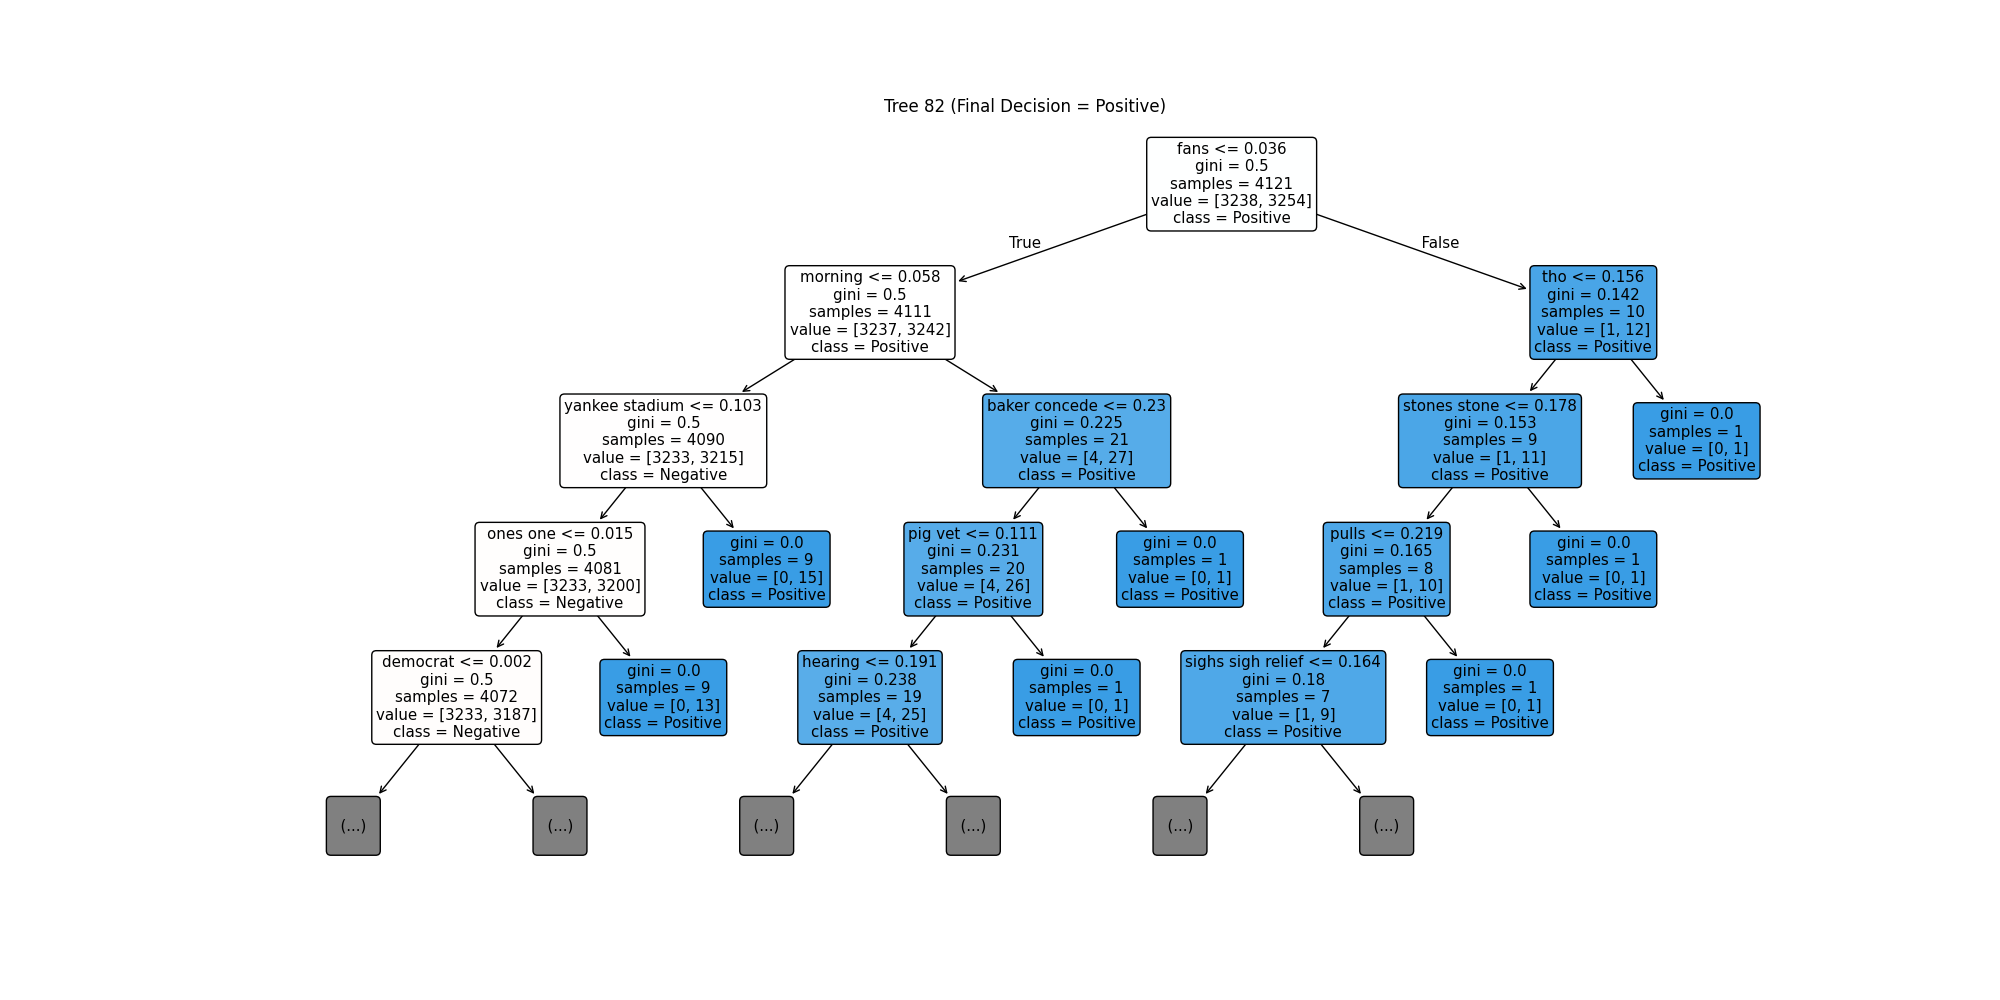 Tree 82 (Final Decision = Positive)
fans <= 0.036
gini = 0.5
samples = 4121
value = [3238, 3254]
class = Positive
True
False
morning <= 0.058
gini = 0.5
samples = 4111
value = [3237, 3242]
class = Positive
tho <= 0.156
gini = 0.142
samples = 10
value = [1, 12]
class = Positive
yankee stadium <= 0.103
gini = 0.5
samples = 4090
value = [3233, 3215]
class = Negative
baker concede <= 0.23
gini = 0.225
samples = 21
value = [4, 27]
class = Positive
stones stone <= 0.178
gini = 0.153
samples = 9
value = [1, 11]
class = Positive
gini = 0.0
samples = 1
value = [0, 1]
class = Positive
ones one <= 0.015
gini = 0.5
samples = 4081
value = [3233, 3200]
class = Negative
gini = 0.0
samples = 9
value = [0, 15]
class = Positive
pig vet <= 0.111
gini = 0.231
samples = 20
value = [4, 26]
class = Positive
gini = 0.0
samples = 1
value = [0, 1]
class = Positive
pulls <= 0.219
gini = 0.165
samples = 8
value = [1, 10]
class = Positive
gini = 0.0
samples = 1
value = [0, 1]
class = Positive
democrat <= 0.002
gini = 0.5
samples = 4072
value = [3233, 3187]
class = Negative
gini = 0.0
samples = 9
value = [0, 13]
class = Positive
hearing <= 0.191
gini = 0.238
samples = 19
value = [4, 25]
class = Positive
gini = 0.0
samples = 1
value = [0, 1]
class = Positive
sighs sigh relief <= 0.164
gini = 0.18
samples = 7
value = [1, 9]
class = Positive
gini = 0.0
samples = 1
value = [0, 1]
class = Positive
(...)
(...)
(...)
(...)
(...)
(...)